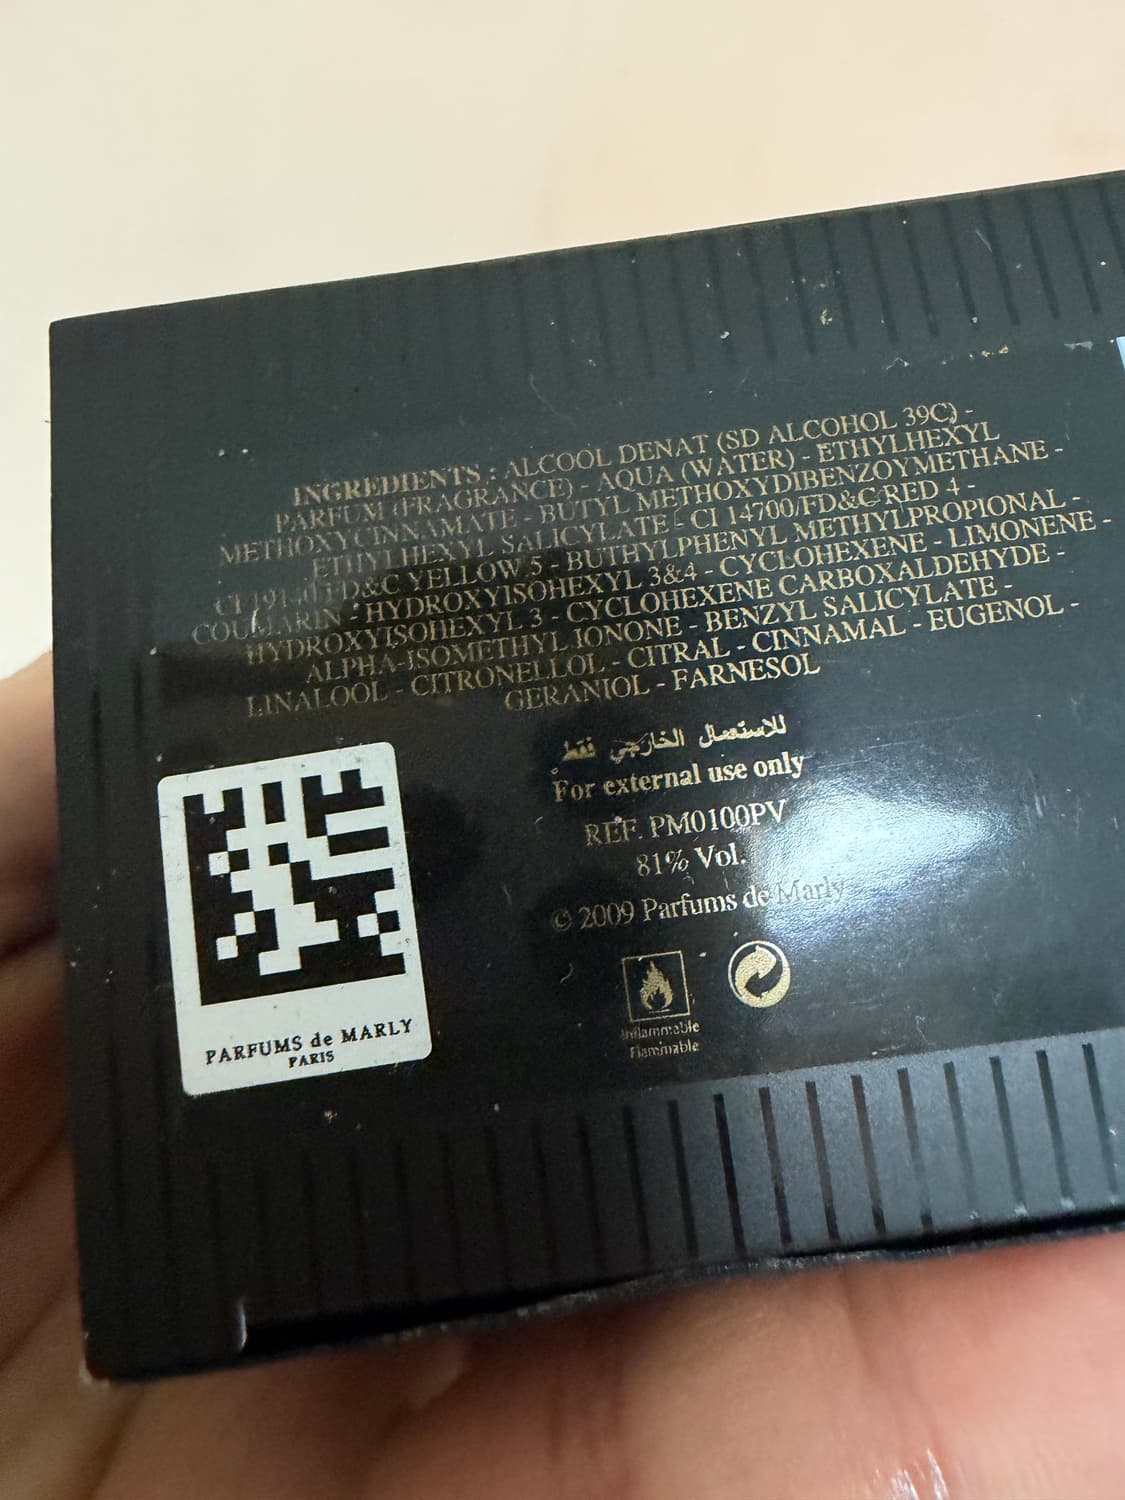 INGREDIENTS : ALCOOL DENAT (SD ALCOHOL 39C) -
PARFUM (FRAGRANCE) - AQUA (WATER) - ETHYLHEXYL
METHOXYCINNAMATE - BUTYL METHOXYDIBENZOYMETHANE -
ETHYLHEXYL SALICYLATE - CI 14700/FD&C RED 4 -
CI 19140/FD&C YELLOW 5 - BUTHYLPHENYL METHYLPROPIONAL -
COUMARIN - HYDROXYISOHEXYL 3&4 - CYCLOHEXENE - LIMONENE -
HYDROXYISOHEXYL 3 - CYCLOHEXENE CARBOXALDEHYDE -
ALPHA-ISOMETHYL IONONE - BENZYL SALICYLATE -
LINALOOL - CITRONELLOL - CITRAL - CINNAMAL - EUGENOL -
GERANIOL - FARNESOL
للاستعمال الخارجي فقط
For external use only
REF. PM0100PV
81% Vol.
© 2009 Parfums de Marly
Inflammable
Flammable
PARFUMS de MARLY
PARIS